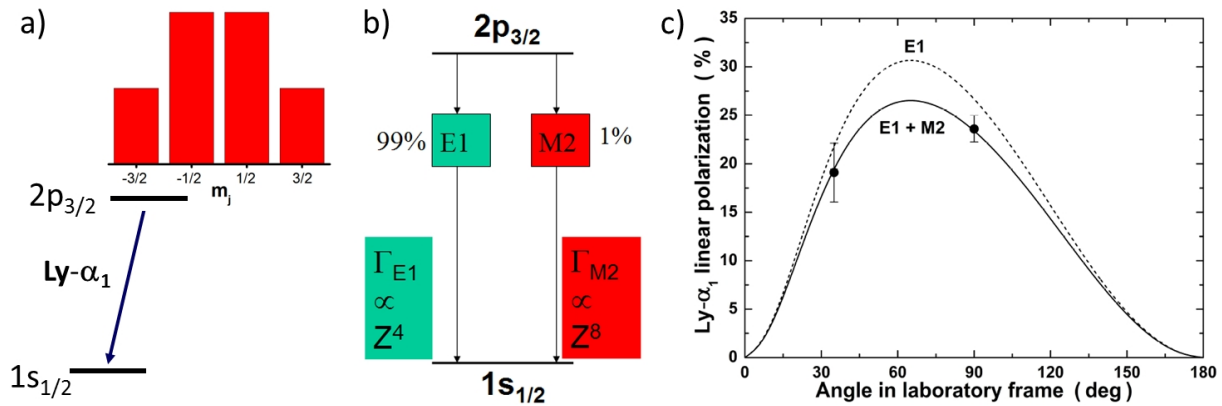 a)
-3/2 -1/2 1/2 3/2
mⱼ
2p₃/₂
Ly-α₁
1s₁/₂
b)
2p₃/₂
99% E1 M2 1%
Γ_E1 Γ_M2
∝ ∝
Z⁴ Z⁸
1s₁/₂
c)
Ly-α₁ linear polarization ( % )
35
30
25
20
15
10
5
0
E1
E1 + M2
0 30 60 90 120 150 180
Angle in laboratory frame ( deg )